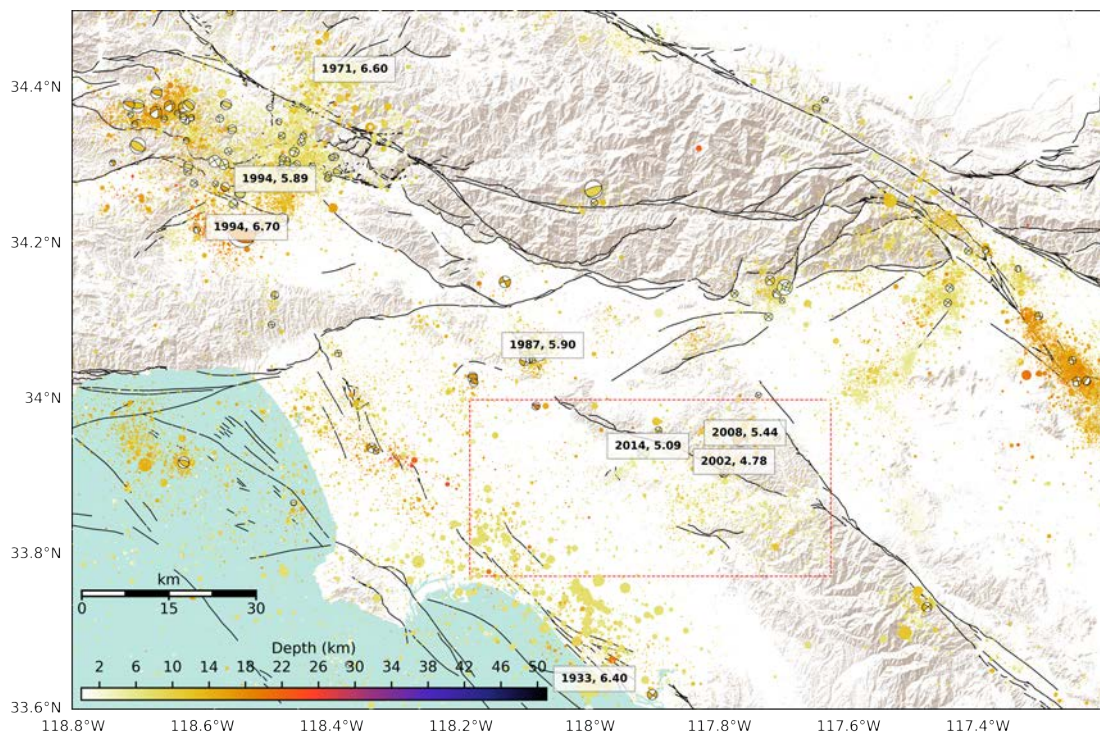 34.4°N
34.2°N
34°N
33.8°N
33.6°N
1971, 6.60
1994, 5.89
1994, 6.70
1987, 5.90
2008, 5.44
2014, 5.09
2002, 4.78
1933, 6.40
km
0 15 30
Depth (km)
2 6 10 14 18 22 26 30 34 38 42 46 50
118.8°W 118.6°W 118.4°W 118.2°W 118°W 117.8°W 117.6°W 117.4°W